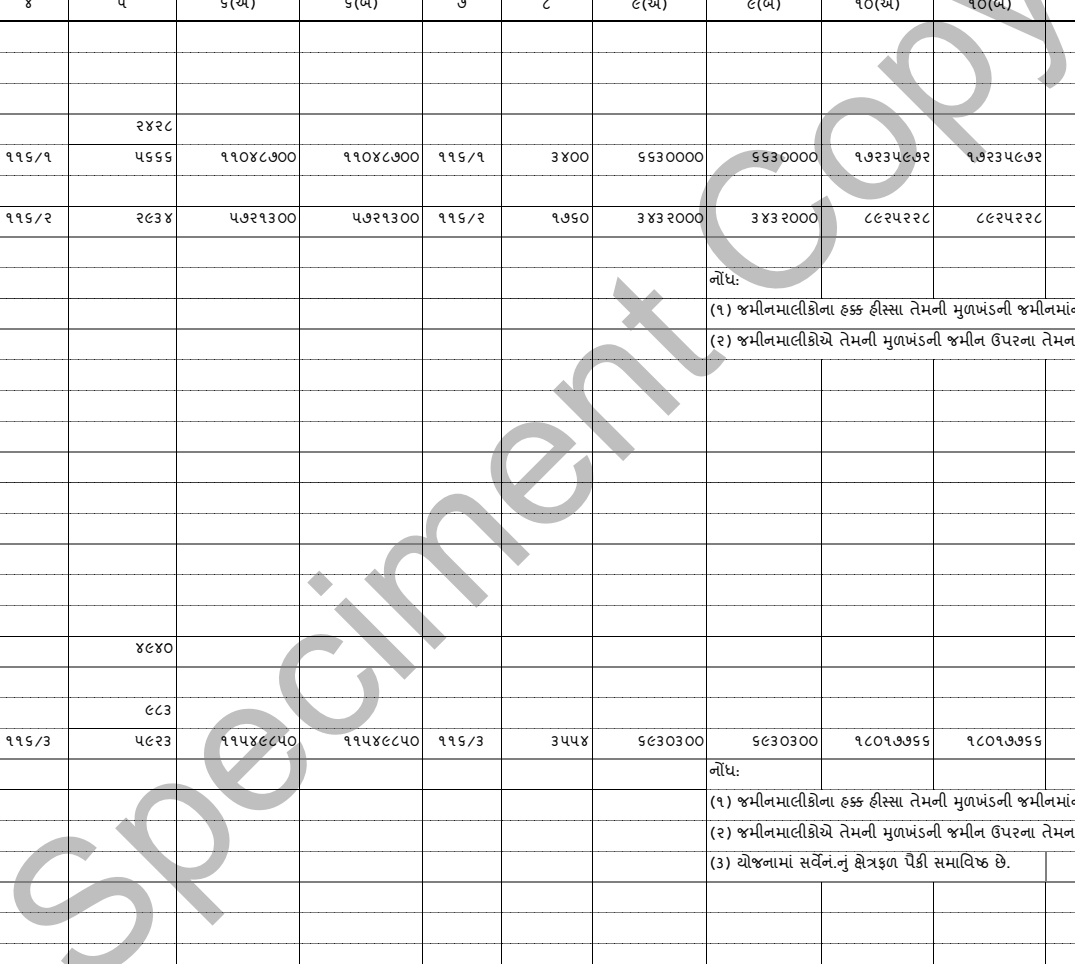 ૪ ૫ ૬(અ) ૬(બ) ૭ ૮ ૯(અ) ૯(બ) ૧૦(અ) ૧૦(બ)
૨૪૨૮
૧૧૬/૧ ૫૬૬૬ ૧૧૦૪૮૭૦૦ ૧૧૦૪૮૭૦૦ ૧૧૬/૧ ૩૪૦૦ ૬૬૩૦૦૦૦ ૬૬૩૦૦૦૦ ૧૭૨૩૫૯૭૨ ૧૭૨૩૫૯૭૨
૧૧૬/૨ ૨૯૩૪ ૫૭૨૧૩૦૦ ૫૭૨૧૩૦૦ ૧૧૬/૨ ૧૭૬૦ ૩૪૩૨૦૦૦ ૩૪૩૨૦૦૦ ૮૯૨૫૨૨૮ ૮૯૨૫૨૨૮
નોંધ:
(૧) જમીનમાલીકોના હક્ક હીસ્સા તેમની મુળખંડની જમીનમાં
(૨) જમીનમાલીકોએ તેમની મુળખંડની જમીન ઉપરના તેમન
૪૯૪૦
૯૮૩
૧૧૬/૩ ૫૯૨૩ ૧૧૫૪૯૮૫૦ ૧૧૫૪૯૮૫૦ ૧૧૬/૩ ૩૫૫૪ ૬૯૩૦૩૦૦ ૬૯૩૦૩૦૦ ૧૮૦૧૭૭૬૬ ૧૮૦૧૭૭૬૬
નોંધ:
(૧) જમીનમાલીકોના હક્ક હીસ્સા તેમની મુળખંડની જમીનમાં
(૨) જમીનમાલીકોએ તેમની મુળખંડની જમીન ઉપરના તેમન
(૩) યોજનામાં સર્વેનં.નું ક્ષેત્રફળ પૈકી સમાવિષ્ઠ છે.
Speciment Copy